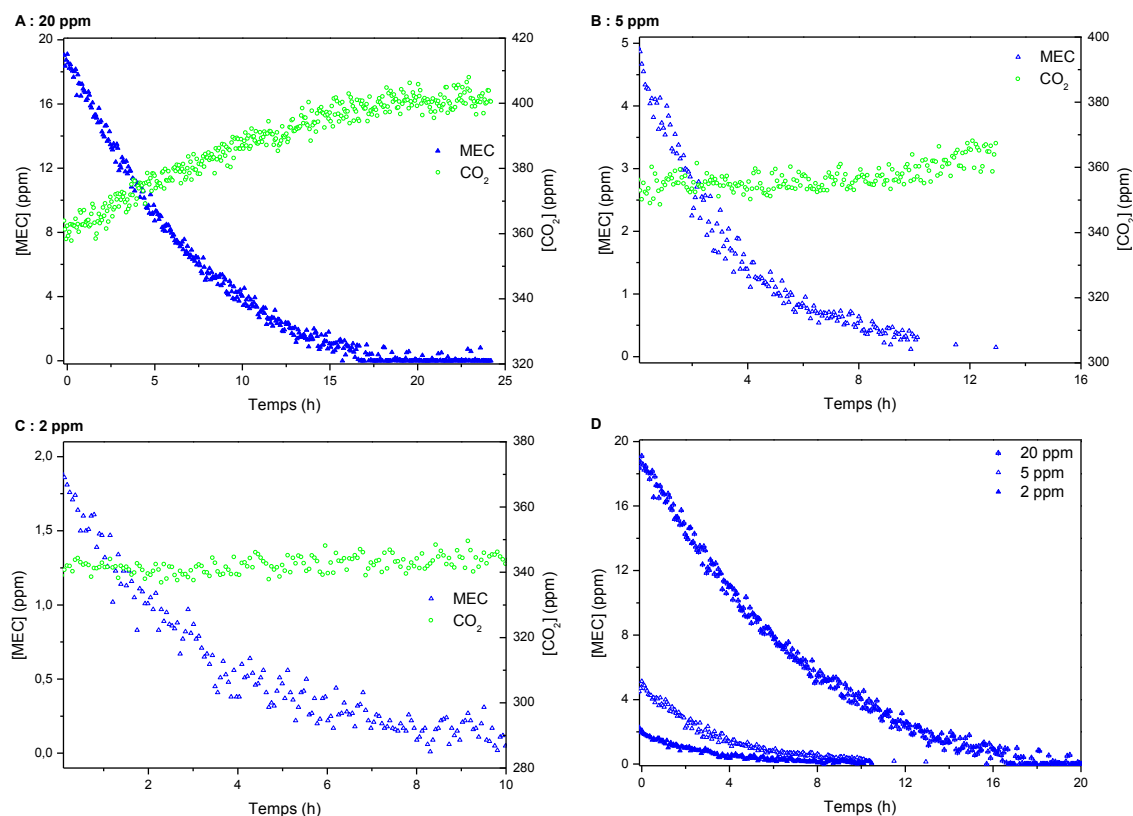 A : 20 ppm
20
16
12
8
4
0
[MEC] (ppm)
420
400
380
360
340
320
[CO2] (ppm)
MEC
CO2
0 5 10 15 20 25
Temps (h)
B : 5 ppm
5
4
3
2
1
0
[MEC] (ppm)
400
380
360
340
320
300
[CO2] (ppm)
MEC
CO2
4 8 12 16
Temps (h)
C : 2 ppm
2,0
1,5
1,0
0,5
0,0
[MEC] (ppm)
380
360
340
320
300
280
[CO2] (ppm)
MEC
CO2
2 4 6 8 10
Temps (h)
D
20
16
12
8
4
0
[MEC] (ppm)
20 ppm
5 ppm
2 ppm
0 4 8 12 16 20
Temps (h)